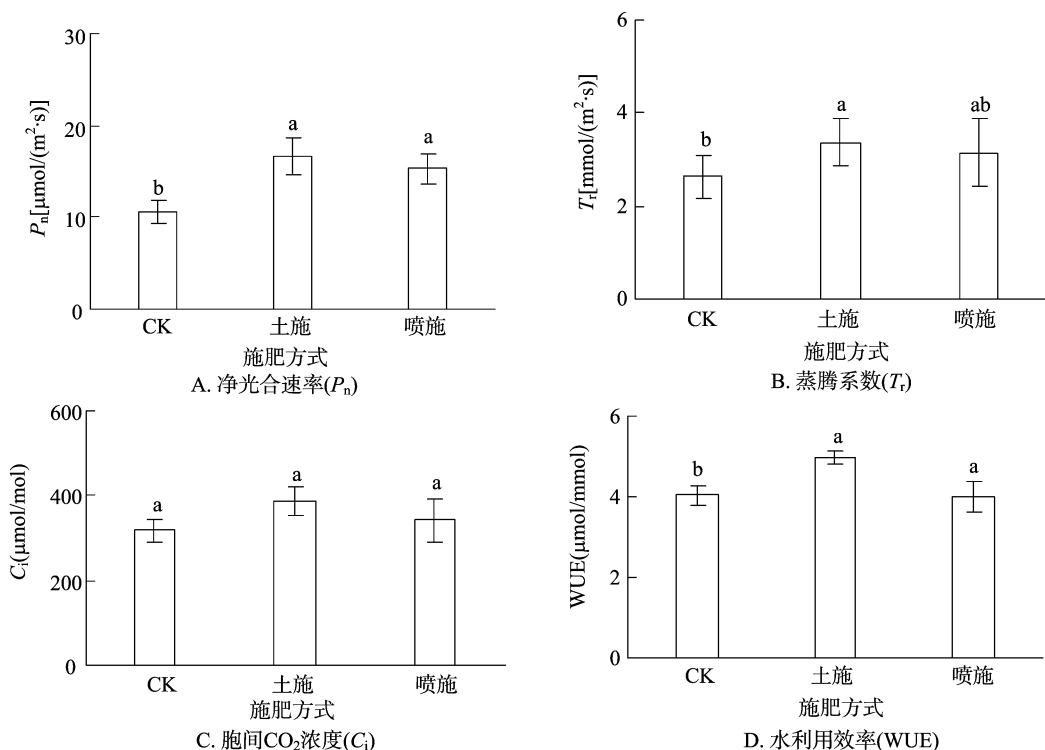 30
20
10
0
Pn[μmol/(m²·s)]
b
a
a
CK
土施
喷施
施肥方式
A. 净光合速率(Pn)
6
4
2
0
Tr[mmol/(m²·s)]
b
a
ab
CK
土施
喷施
施肥方式
B. 蒸腾系数(Tr)
600
400
200
0
Ci(μmol/mol)
a
a
a
CK
土施
喷施
施肥方式
C. 胞间CO₂浓度(Ci)
6
4
2
0
WUE(μmol/mmol)
b
a
a
CK
土施
喷施
施肥方式
D. 水利用效率(WUE)